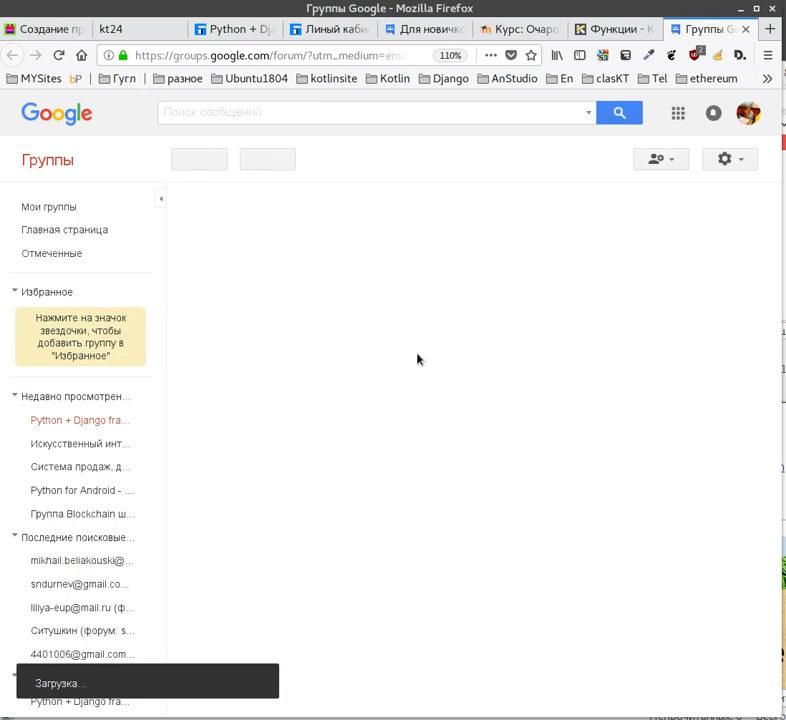 Группы Google - Mozilla Firefox
Создание пр
kt24
Python + Dj
Линый каби
Для новичк
Курс: Очаро
Функции - K
Группы G
https://groups.google.com/forum/?utm_medium=em
110%
2
D.
MYSites
bP
Гугл
разное
Ubuntu1804
kotlinsite
Kotlin
Django
AnStudio
En
clasKT
Tel
ethereum
Google
Поиск сообщений
Группы
Мои группы
Главная страница
Отмеченные
Избранное
Нажмите на значок
звездочки, чтобы
добавить группу в
"Избранное"
Недавно просмотрен...
Python + Django fra...
Искусственный инт...
Система продаж, д...
Python for Android - ...
Группа Blockchain ш...
Последние поисковые...
mikhail.beliakouski@...
sndurnev@gmail.co...
liliya-eup@mail.ru (ф...
Ситушкин (форум: s...
4401006@gmail.com...
Загрузка...
Python + Django fra...